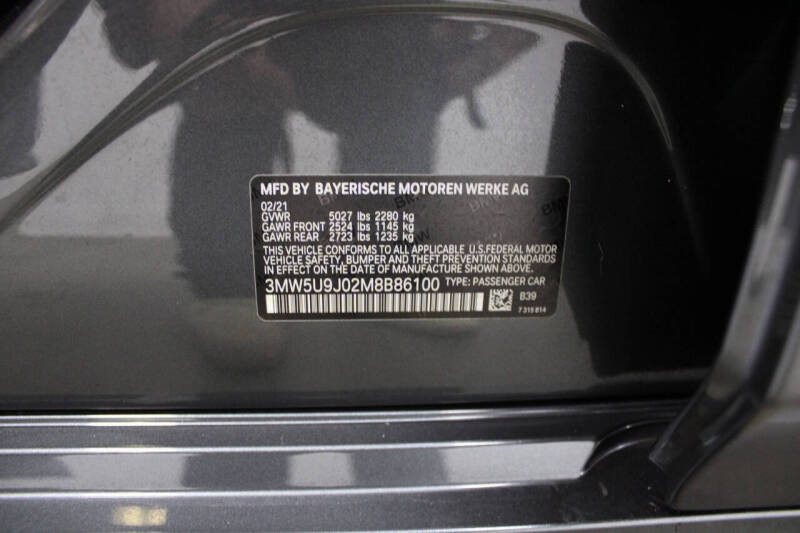 MFD BY BAYERISCHE MOTOREN WERKE AG
02/21
GVWR 5027 lbs 2280 kg
GAWR FRONT 2524 lbs 1145 kg
GAWR REAR 2723 lbs 1235 kg
THIS VEHICLE CONFORMS TO ALL APPLICABLE U.S.FEDERAL MOTOR
VEHICLE SAFETY, BUMPER AND THEFT PREVENTION STANDARDS
IN EFFECT ON THE DATE OF MANUFACTURE SHOWN ABOVE.
3MW5U9J02M8B86100 TYPE: PASSENGER CAR
B39
7 315 814